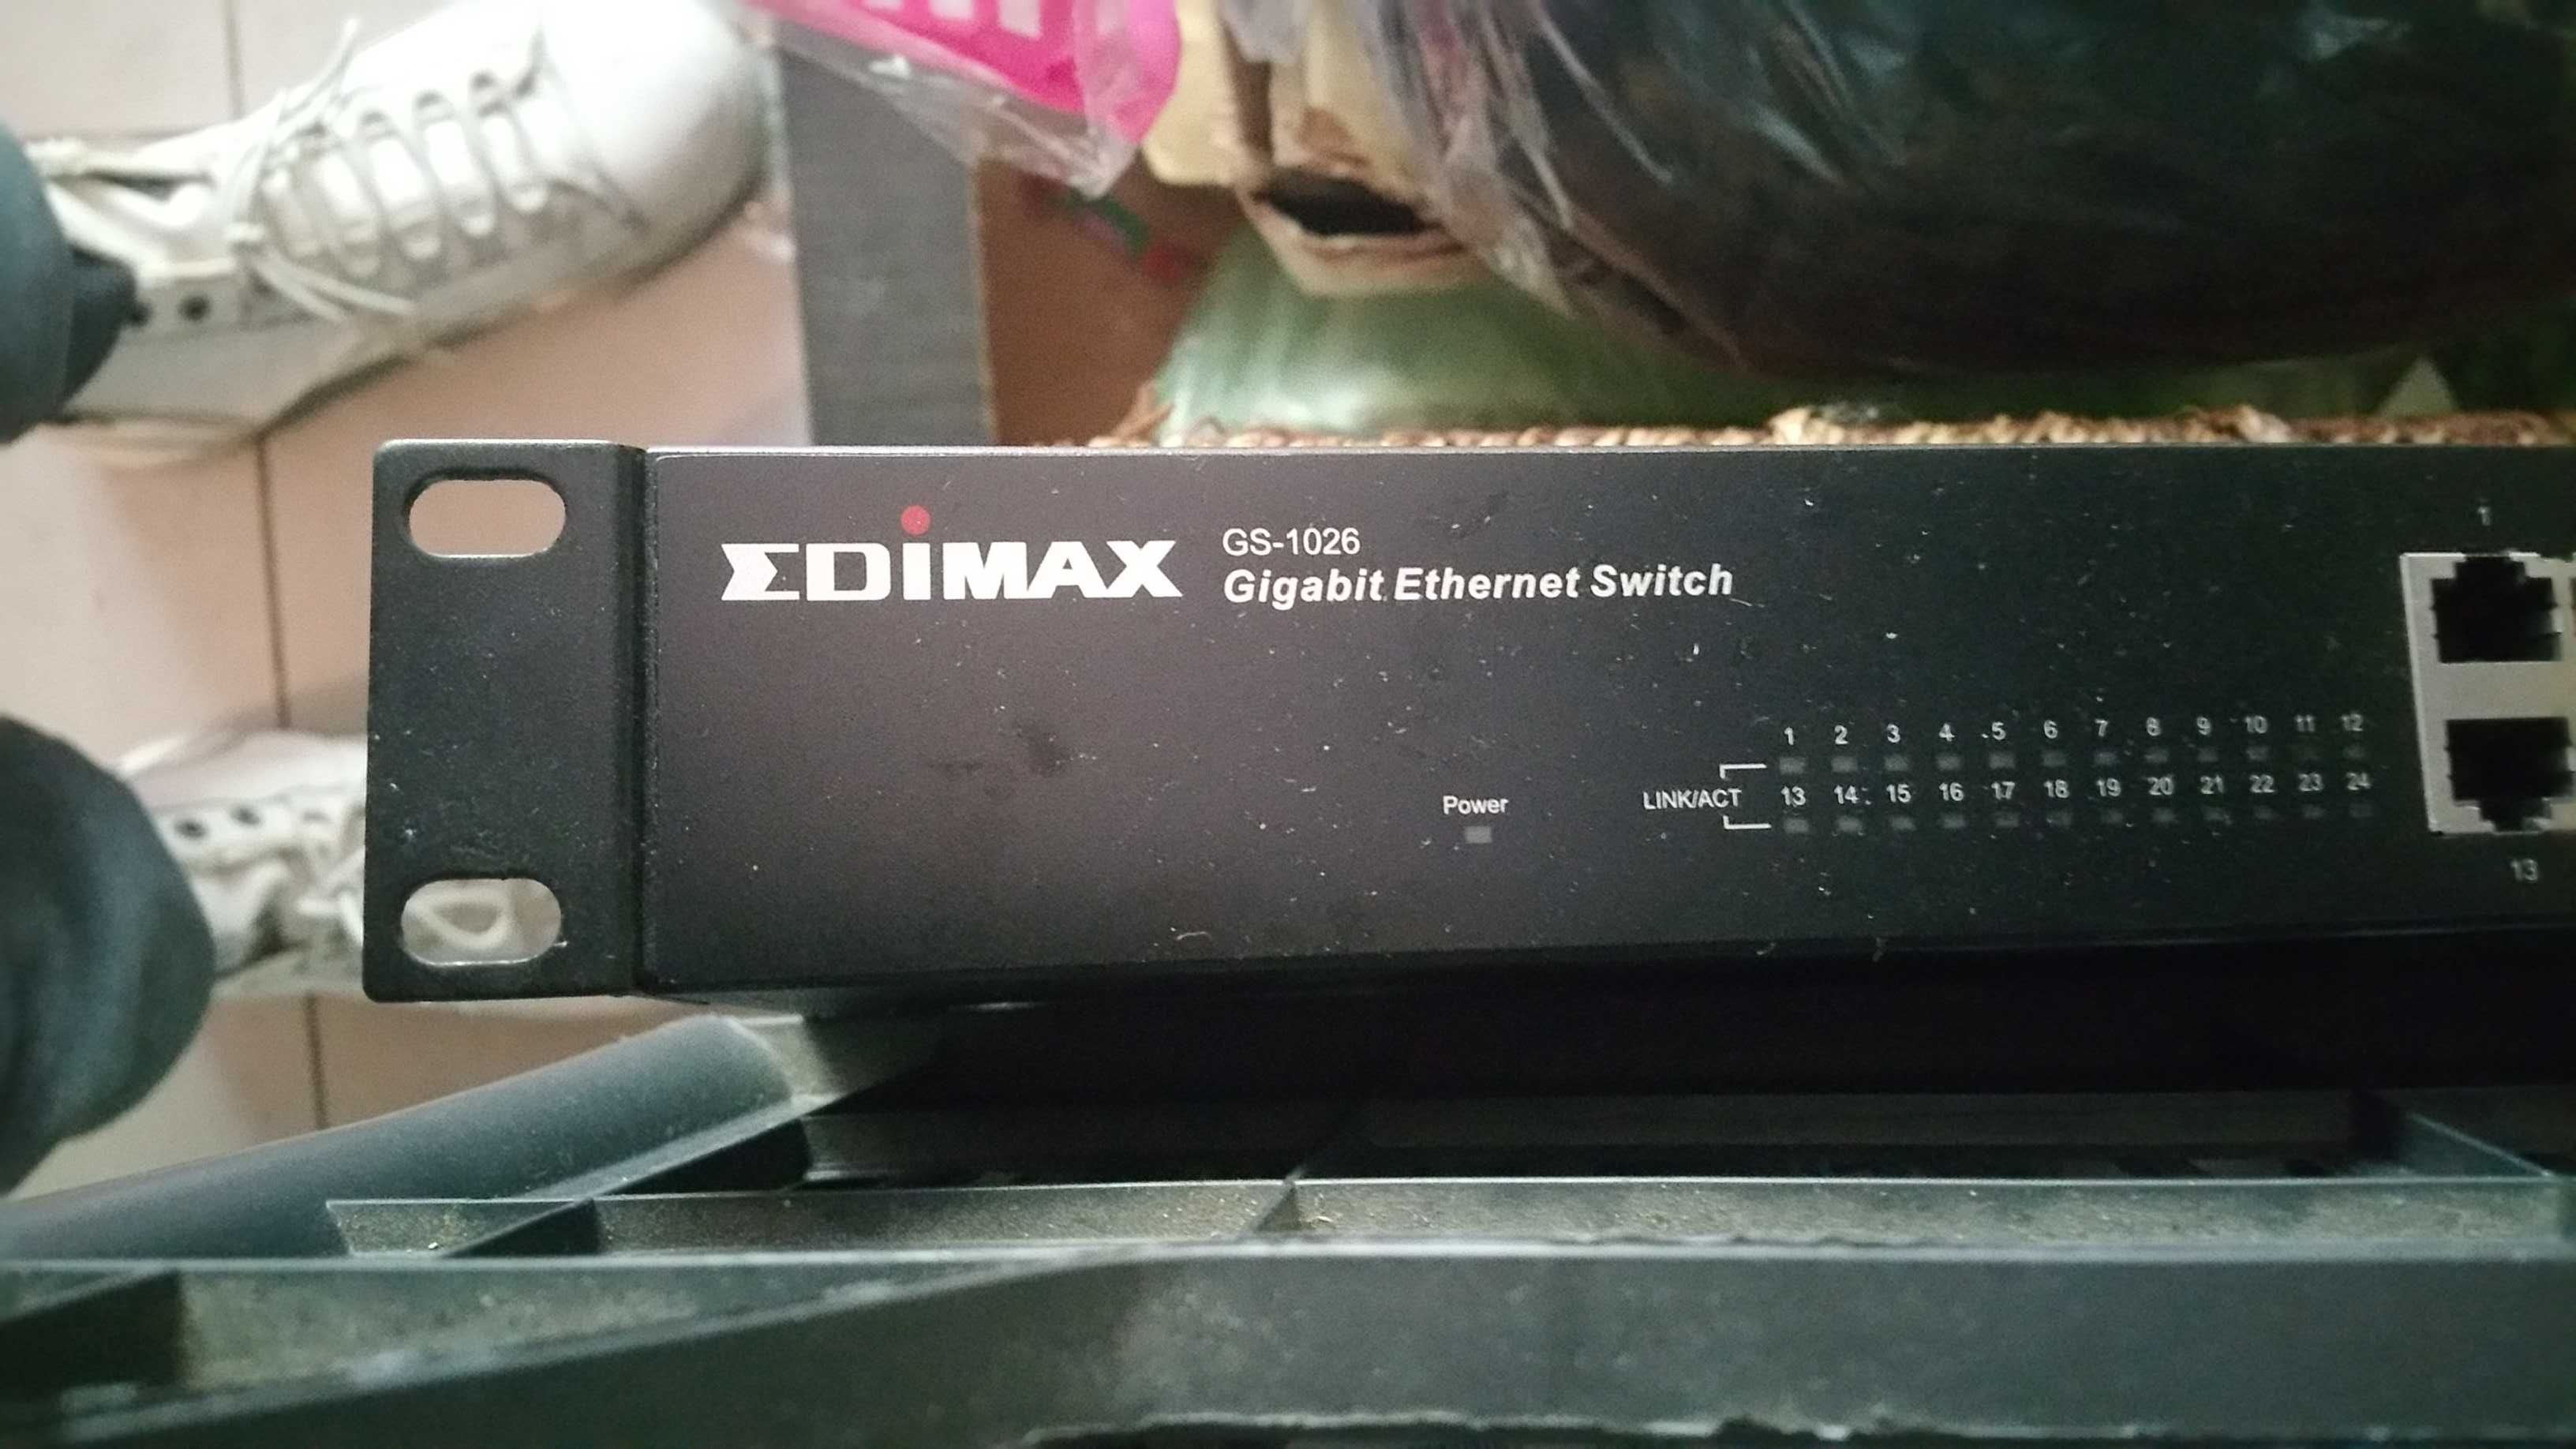 EDIMAX
GS-1026
Gigabit Ethernet Switch
1
1 2 3 4 5 6 7 8 9 10 11 12
Power
LINK/ACT 13 14 15 16 17 18 19 20 21 22 23 24
13